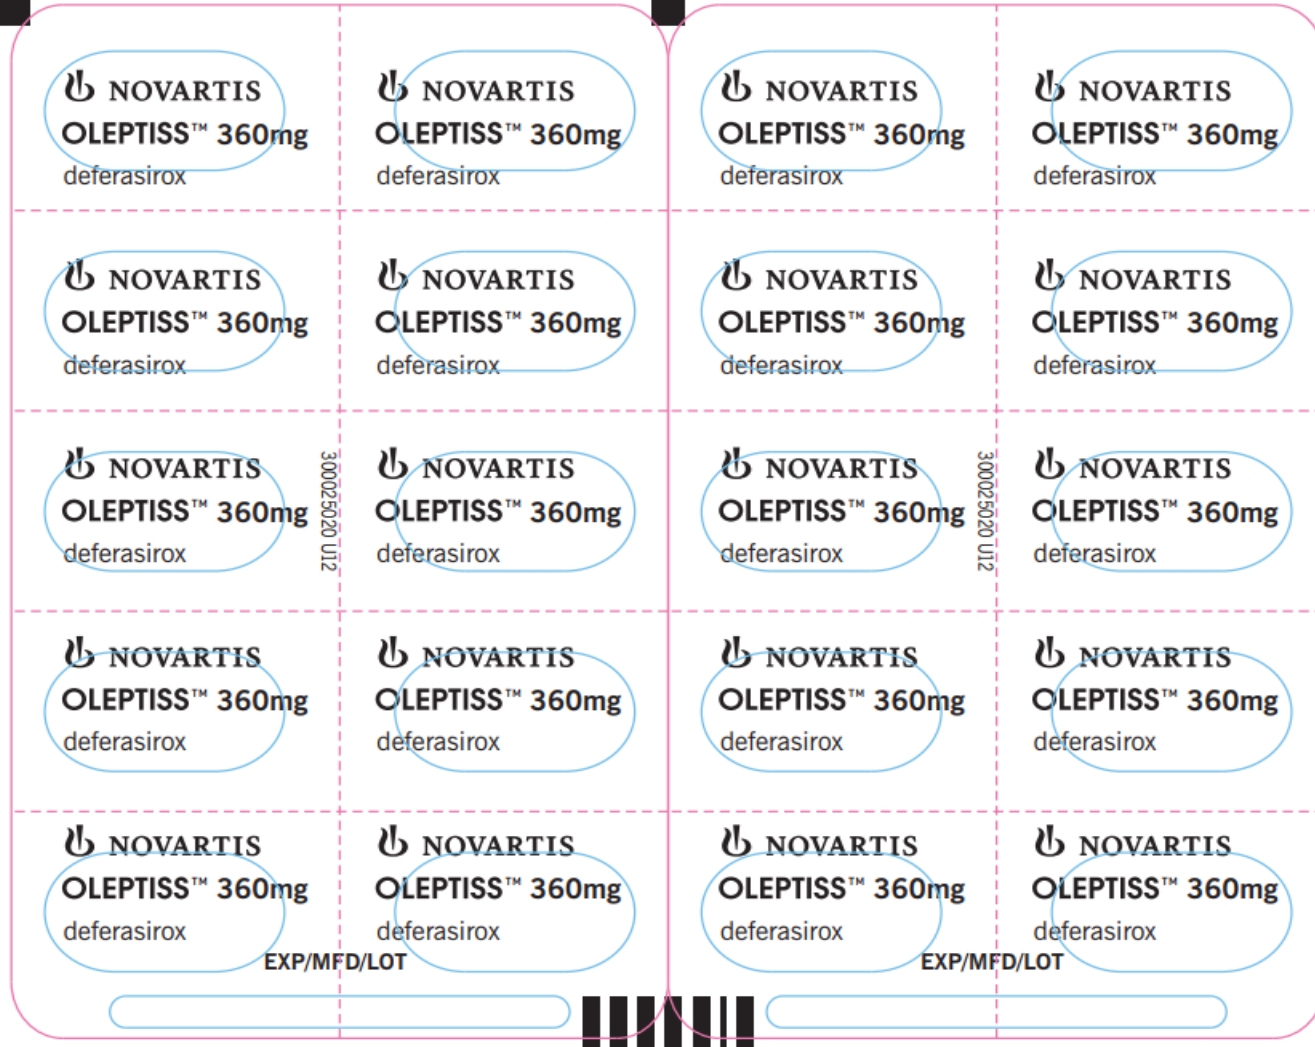 NOVARTIS NOVARTIS NOVARTIS NOVARTIS
OLEPTISS™ 360mg OLEPTISS™ 360mg OLEPTISS™ 360mg OLEPTISS™ 360mg
deferasirox deferasirox deferasirox deferasirox
NOVARTIS NOVARTIS NOVARTIS NOVARTIS
OLEPTISS™ 360mg OLEPTISS™ 360mg OLEPTISS™ 360mg OLEPTISS™ 360mg
deferasirox deferasirox deferasirox deferasirox
NOVARTIS NOVARTIS NOVARTIS NOVARTIS
OLEPTISS™ 360mg OLEPTISS™ 360mg OLEPTISS™ 360mg OLEPTISS™ 360mg
deferasirox deferasirox deferasirox deferasirox
300025020 U12 300025020 U12
NOVARTIS NOVARTIS NOVARTIS NOVARTIS
OLEPTISS™ 360mg OLEPTISS™ 360mg OLEPTISS™ 360mg OLEPTISS™ 360mg
deferasirox deferasirox deferasirox deferasirox
NOVARTIS NOVARTIS NOVARTIS NOVARTIS
OLEPTISS™ 360mg OLEPTISS™ 360mg OLEPTISS™ 360mg OLEPTISS™ 360mg
deferasirox deferasirox deferasirox deferasirox
EXP/MFD/LOT EXP/MFD/LOT